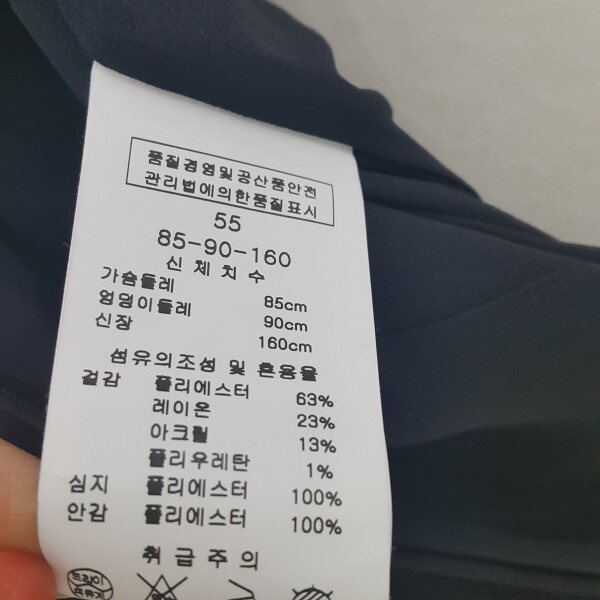 품질경영및공산품안전
관리법에의한품질표시
55
85-90-160
신체치수
가슴둘레 85cm
엉덩이둘레 90cm
신장 160cm
섬유의조성 및 혼용율
겉감 폴리에스터 63%
레이온 23%
아크릴 13%
폴리우레탄 1%
심지 폴리에스터 100%
안감 폴리에스터 100%
취급주의
드라이